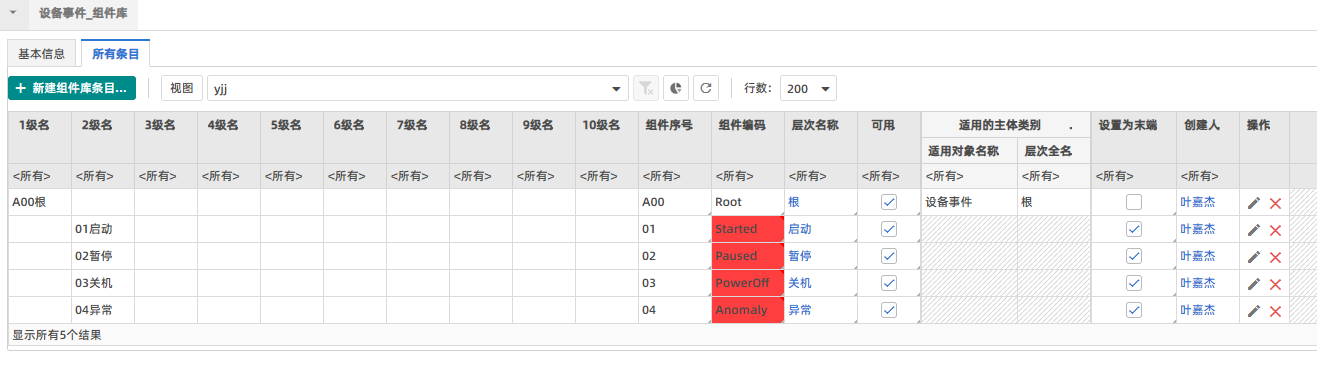 设备事件_组件库
基本信息 所有条目
+ 新建组件库条目... 视图 yjj 行数: 200
1级名 2级名 3级名 4级名 5级名 6级名 7级名 8级名 9级名 10级名 组件序号 组件编码 层次名称 可用 适用的主体类别 . 设置为末端 创建人 操作
适用对象名称 层次全名
<所有> <所有> <所有> <所有> <所有> <所有> <所有> <所有> <所有> <所有> <所有> <所有> <所有> <所有> <所有> <所有> <所有> <所有>
A00根 A00 Root 根 设备事件 根 叶嘉杰
01启动 01 Started 启动 叶嘉杰
02暂停 02 Paused 暂停 叶嘉杰
03关机 03 PowerOff 关机 叶嘉杰
04异常 04 Anomaly 异常 叶嘉杰
显示所有5个结果